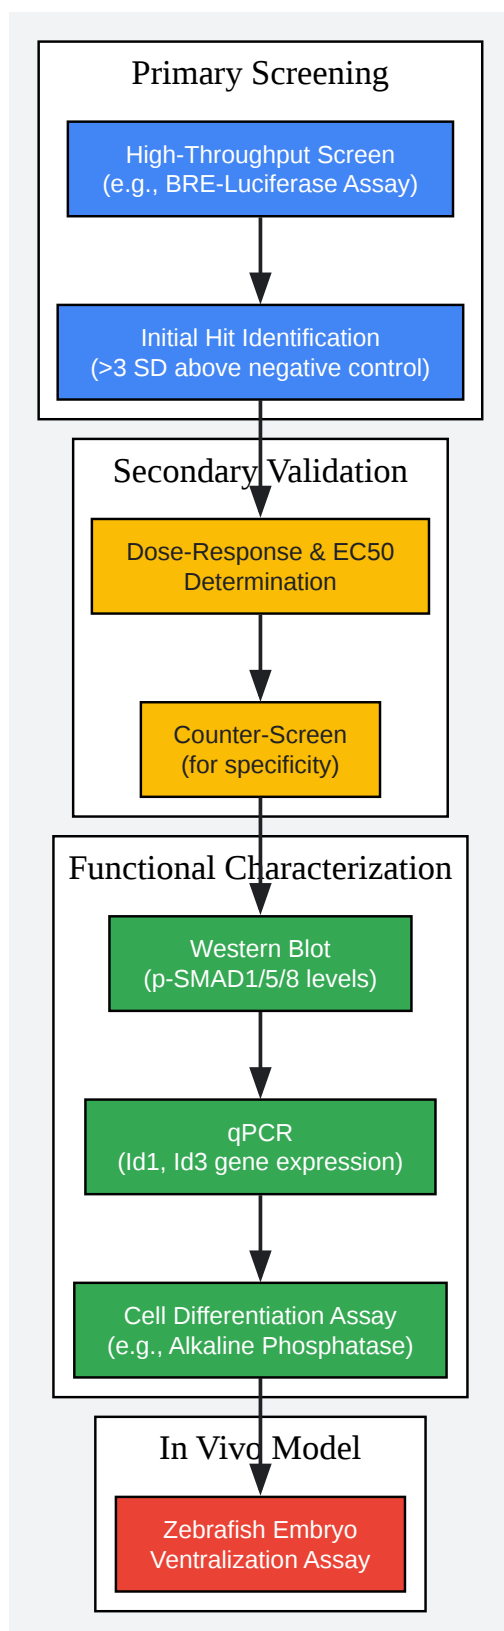 Primary Screening
High-Throughput Screen
(e.g., BRE-Luciferase Assay)
Initial Hit Identification
(>3 SD above negative control)
Secondary Validation
Dose-Response & EC50
Determination
Counter-Screen
(for specificity)
Functional Characterization
Western Blot
(p-SMAD1/5/8 levels)
qPCR
(Id1, Id3 gene expression)
Cell Differentiation Assay
(e.g., Alkaline Phosphatase)
In Vivo Model
Zebrafish Embryo
Ventralization Assay